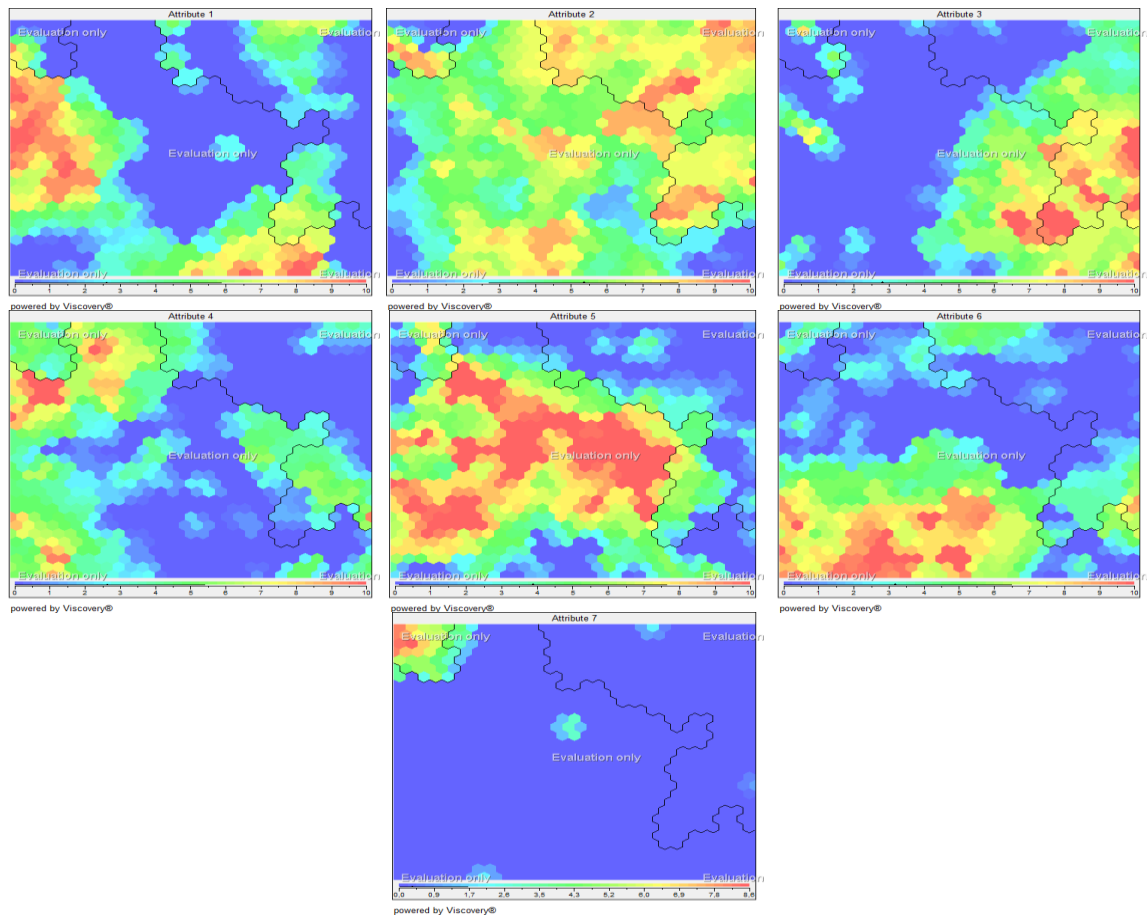 Attribute 1
Evaluation only
Evaluation
Evaluation only
Evaluation only
Evaluation
0 1 2 3 4 5 6 7 8 9 10
powered by Viscovery®
Attribute 2
Evaluation only
Evaluation
Evaluation only
Evaluation only
Evaluation
0 1 2 3 4 5 6 7 8 9 10
powered by Viscovery®
Attribute 3
Evaluation only
Evaluation
Evaluation only
Evaluation only
Evaluation
0 1 2 3 4 5 6 7 8 9 10
powered by Viscovery®
Attribute 4
Evaluation only
Evaluation
Evaluation only
Evaluation only
Evaluation
0 1 2 3 4 5 6 7 8 9 10
powered by Viscovery®
Attribute 5
Evaluation only
Evaluation
Evaluation only
Evaluation only
Evaluation
0 1 2 3 4 5 6 7 8 9 10
powered by Viscovery®
Attribute 6
Evaluation only
Evaluation
Evaluation only
Evaluation only
Evaluation
0 1 2 3 4 5 6 7 8 9 10
powered by Viscovery®
Attribute 7
Evaluation only
Evaluation
Evaluation only
Evaluation only
Evaluation
0,0 0,9 1,7 2,6 3,5 4,3 5,2 6,0 6,9 7,8 8,6
powered by Viscovery®